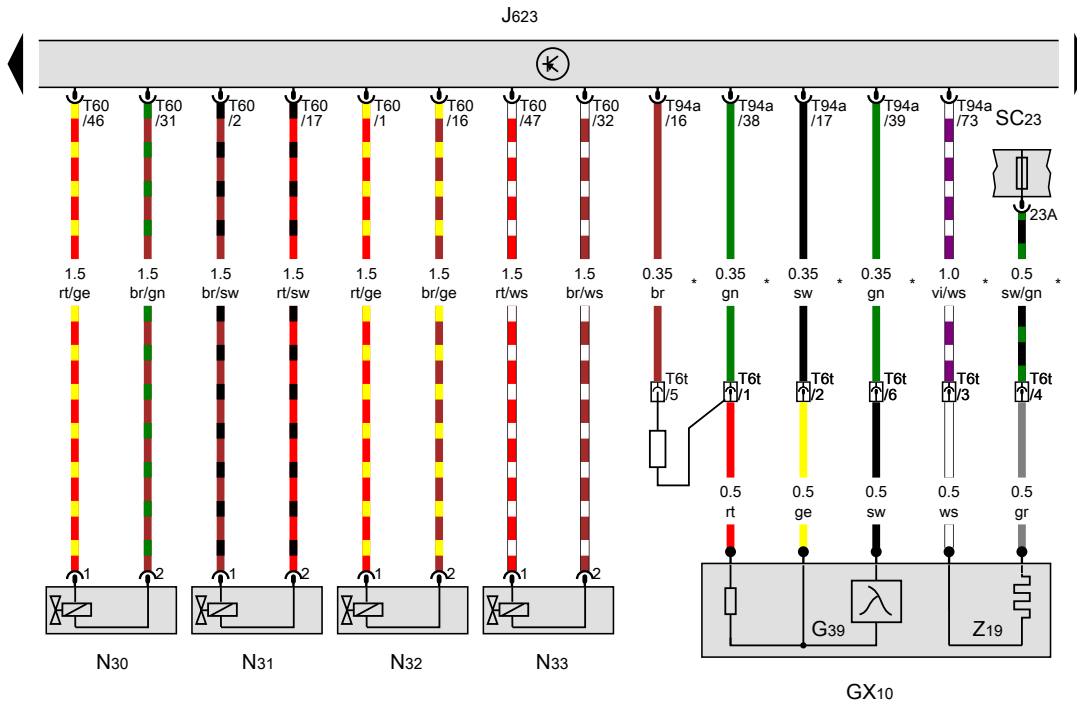 J623
T60 T60 T60 T60 T60 T60 T60 T60 T94a T94a T94a T94a T94a
/46 /31 /2 /17 /1 /16 /47 /32 /16 /38 /17 /39 /73
SC23
23A
1.5 1.5 1.5 1.5 1.5 1.5 1.5 1.5 0.35 0.35 0.35 0.35 1.0 0.5
* * * * * *
rt/ge br/gn br/sw rt/sw rt/ge br/ge rt/ws br/ws br gn sw gn vi/ws sw/gn
T6t T6t T6t T6t T6t T6t
/5 /1 /2 /6 /3 /4
0.5 0.5 0.5 0.5 0.5
rt ge sw ws gr
1 2 1 2 1 2 1 2
G39 Z19
N30 N31 N32 N33
GX10